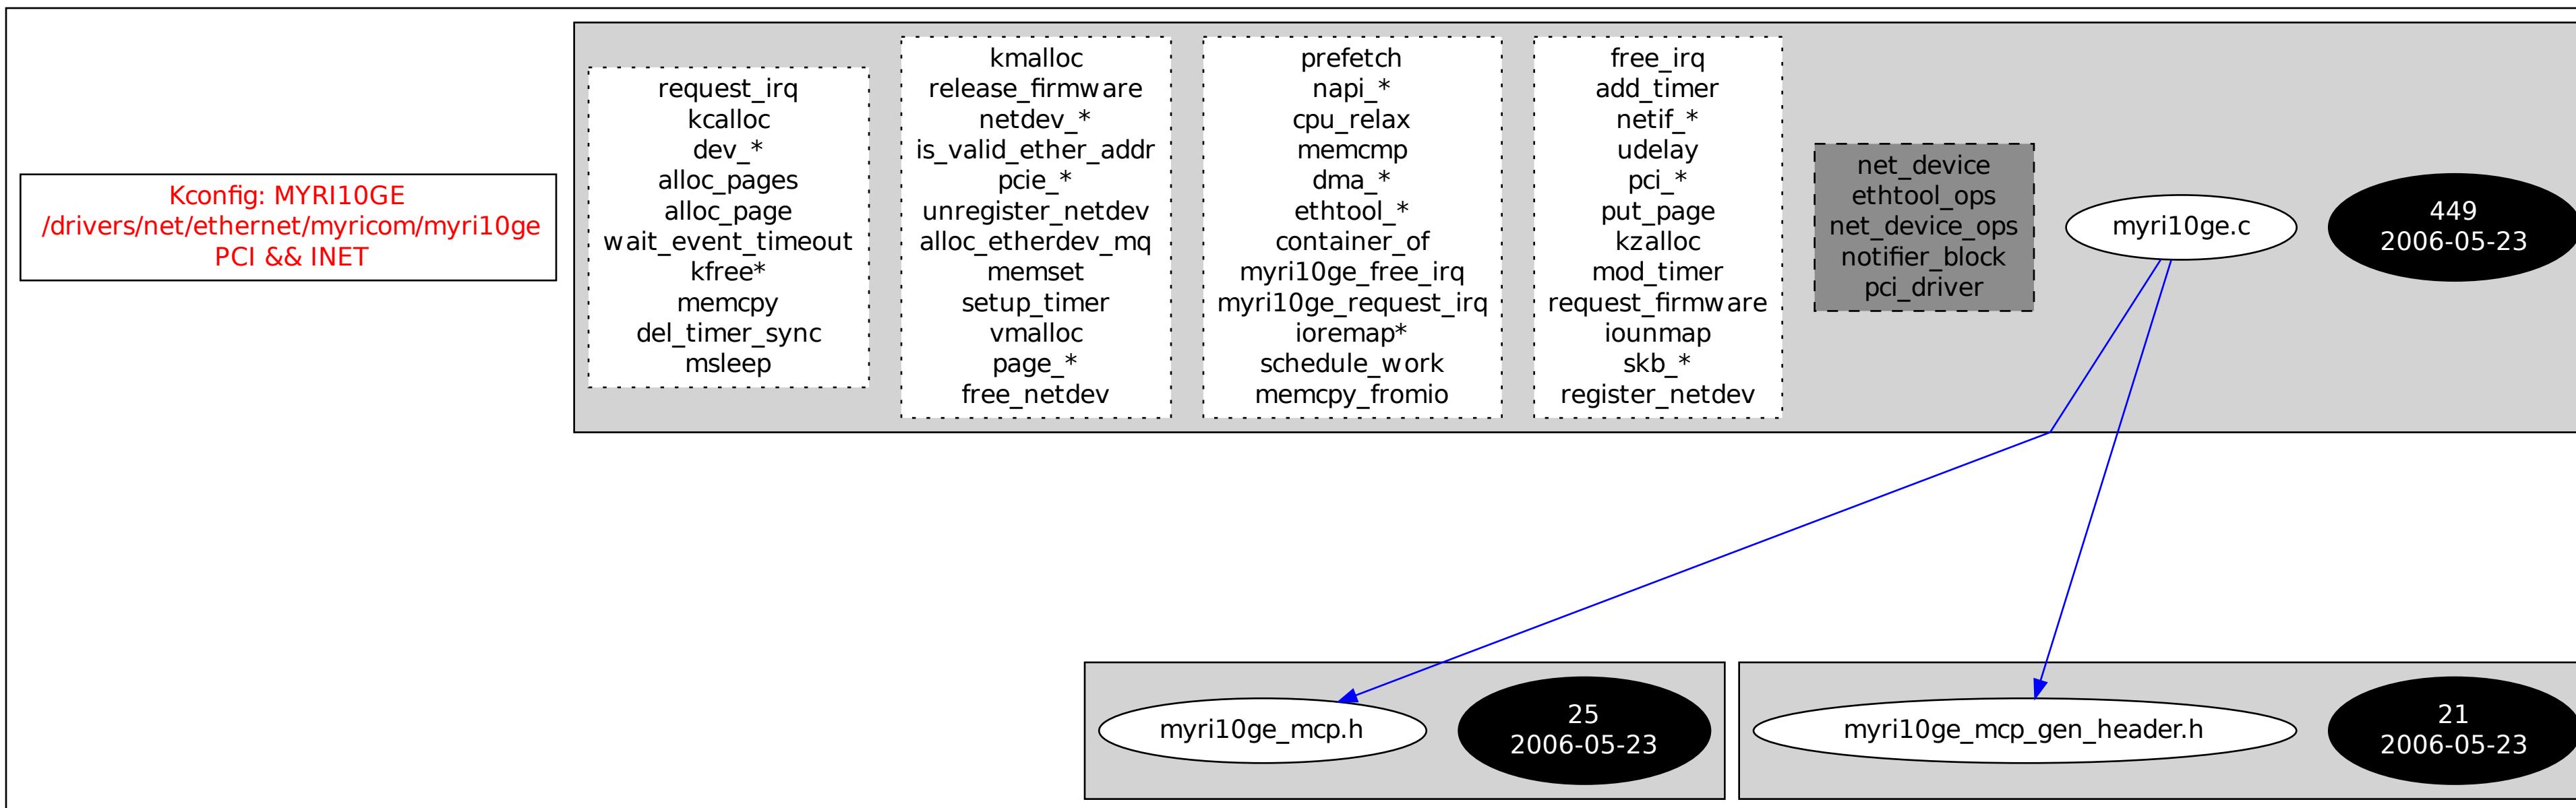 Kconfig: MYRI10GE
/drivers/net/ethernet/myricom/myri10ge
PCI && INET
request_irq
kcalloc
dev_*
alloc_pages
alloc_page
wait_event_timeout
kfree*
memcpy
del_timer_sync
msleep
kmalloc
release_firmware
netdev_*
is_valid_ether_addr
pcie_*
unregister_netdev
alloc_etherdev_mq
memset
setup_timer
vmalloc
page_*
free_netdev
prefetch
napi_*
cpu_relax
memcmp
dma_*
ethtool_*
container_of
myri10ge_free_irq
myri10ge_request_irq
ioremap*
schedule_work
memcpy_fromio
free_irq
add_timer
netif_*
udelay
pci_*
put_page
kzalloc
mod_timer
request_firmware
iounmap
skb_*
register_netdev
net_device
ethtool_ops
net_device_ops
notifier_block
pci_driver
myri10ge.c
449
2006-05-23
myri10ge_mcp.h
25
2006-05-23
myri10ge_mcp_gen_header.h
21
2006-05-23